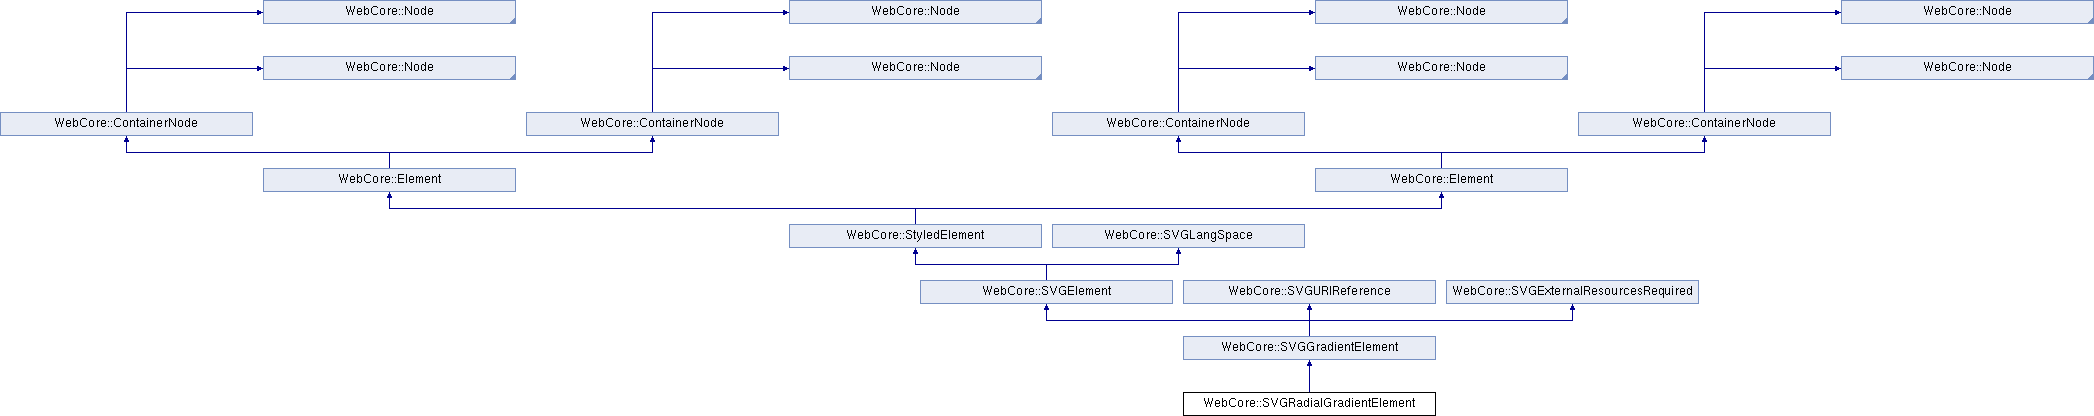 WebCore::Node WebCore::Node WebCore::Node WebCore::Node
WebCore::Node WebCore::Node WebCore::Node WebCore::Node
WebCore::ContainerNode WebCore::ContainerNode WebCore::ContainerNode WebCore::ContainerNode
WebCore::Element WebCore::Element
WebCore::StyledElement WebCore::SVGLangSpace
WebCore::SVGElement WebCore::SVGURIReference WebCore::SVGExternalResourcesRequired
WebCore::SVGGradientElement
WebCore::SVGRadialGradientElement